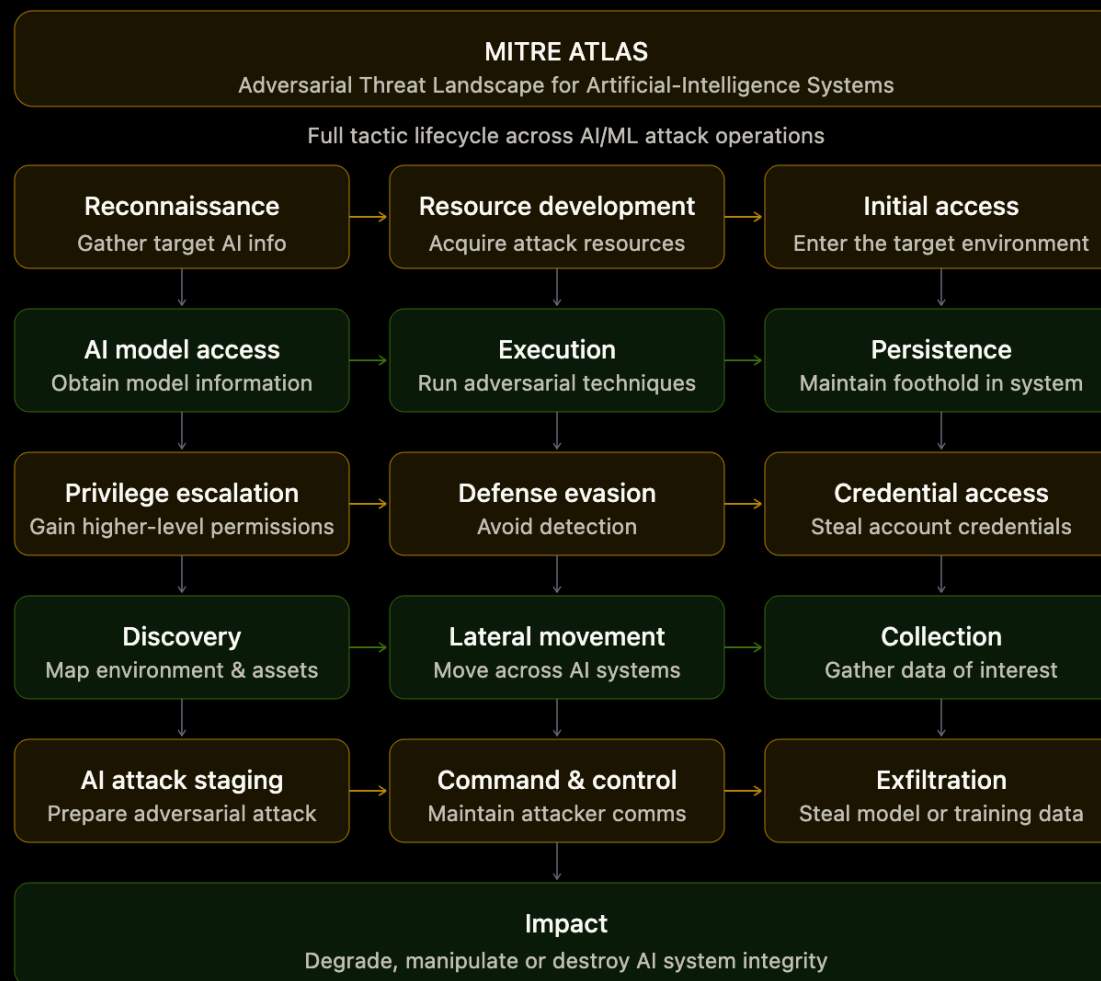 MITRE ATLAS
Adversarial Threat Landscape for Artificial-Intelligence Systems
Full tactic lifecycle across AI/ML attack operations
Reconnaissance
Gather target AI info
Resource development
Acquire attack resources
Initial access
Enter the target environment
AI model access
Obtain model information
Execution
Run adversarial techniques
Persistence
Maintain foothold in system
Privilege escalation
Gain higher-level permissions
Defense evasion
Avoid detection
Credential access
Steal account credentials
Discovery
Map environment & assets
Lateral movement
Move across AI systems
Collection
Gather data of interest
AI attack staging
Prepare adversarial attack
Command & control
Maintain attacker comms
Exfiltration
Steal model or training data
Impact
Degrade, manipulate or destroy AI system integrity